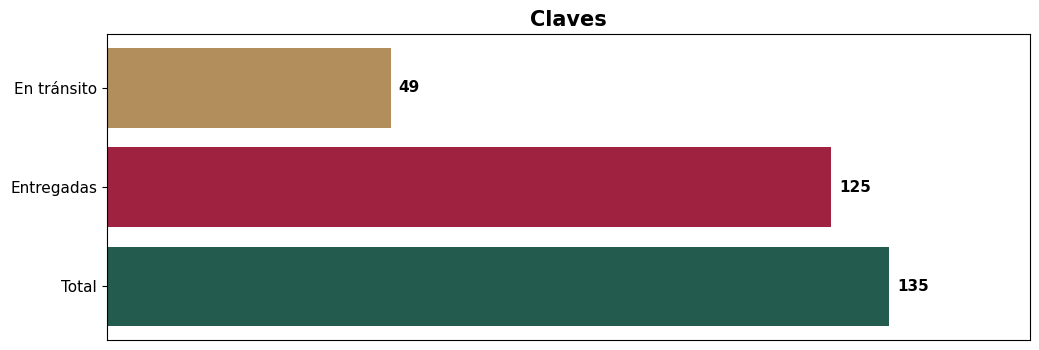 Claves
En tránsito 49
Entregadas 125
Total 135